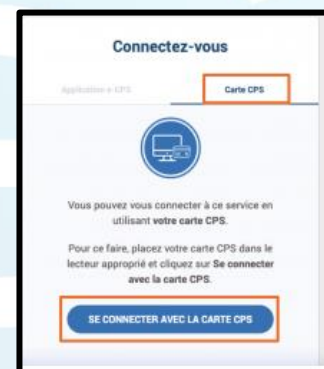 Connectez-vous
Application e-CPS
Carte CPS
Vous pouvez vous connecter à ce service en
utilisant votre carte CPS.
Pour ce faire, placez votre carte CPS dans le
lecteur approprié et cliquez sur Se connecter
avec la carte CPS.
SE CONNECTER AVEC LA CARTE CPS